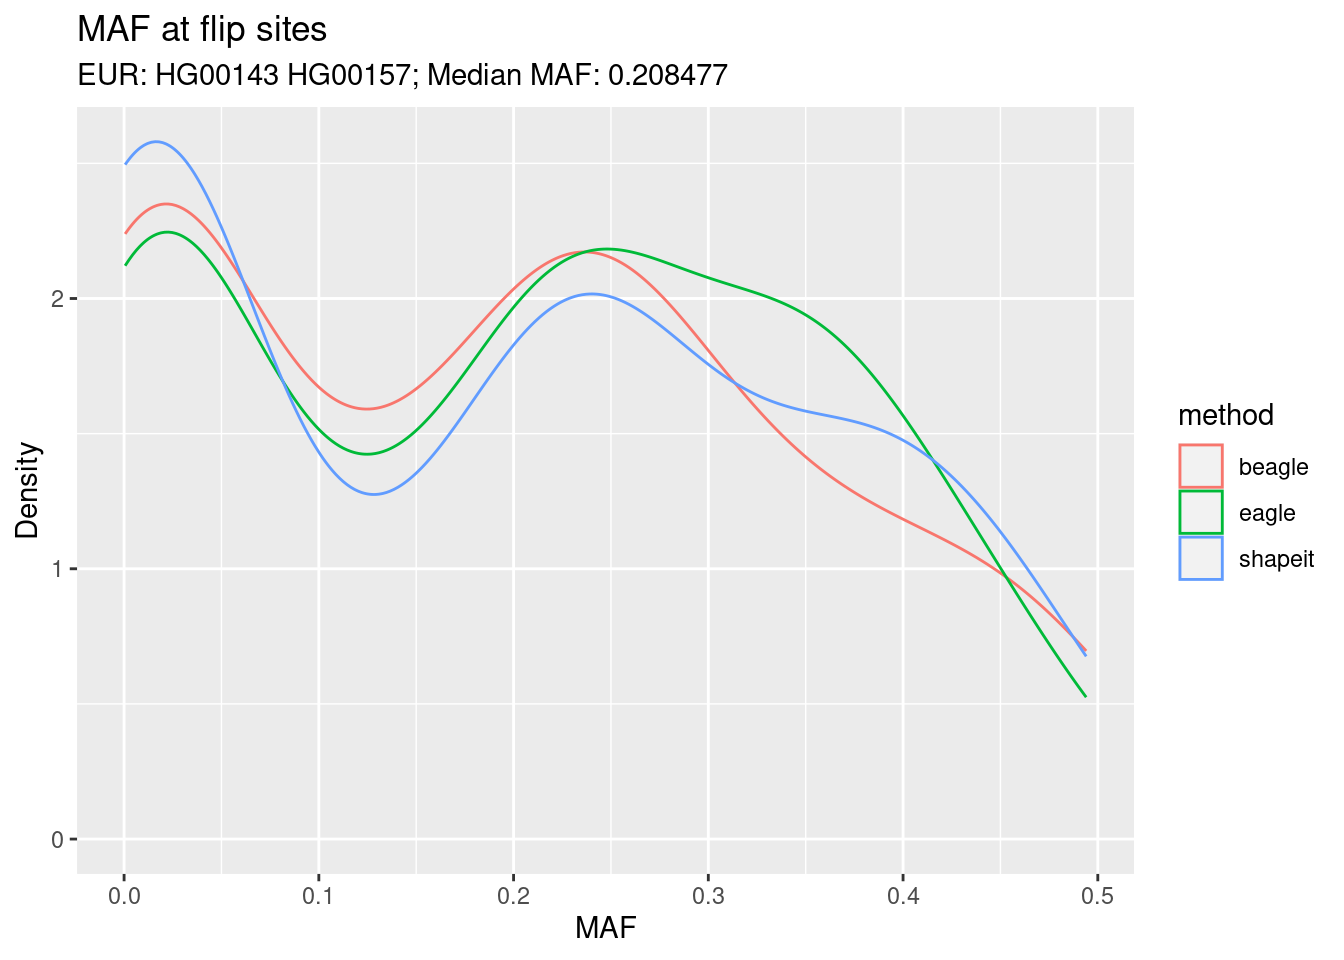 MAF at flip sites
EUR: HG00143 HG00157; Median MAF: 0.208477
Density
2
1
0
0.0 0.1 0.2 0.3 0.4 0.5
MAF
method
beagle
eagle
shapeit